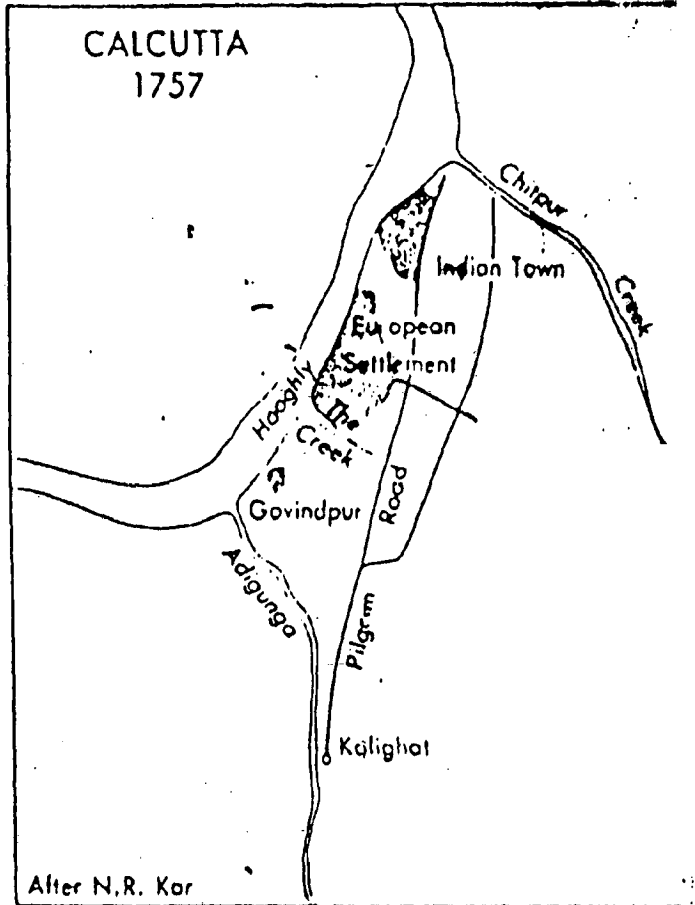 CALCUTTA
1757
Chitpur
Creek
Indian Town
European
Settlement
Hooghly
The
Creek
Govindpur
Road
Adigunga
Pilgrim
Kalighat
After N.R. Kar